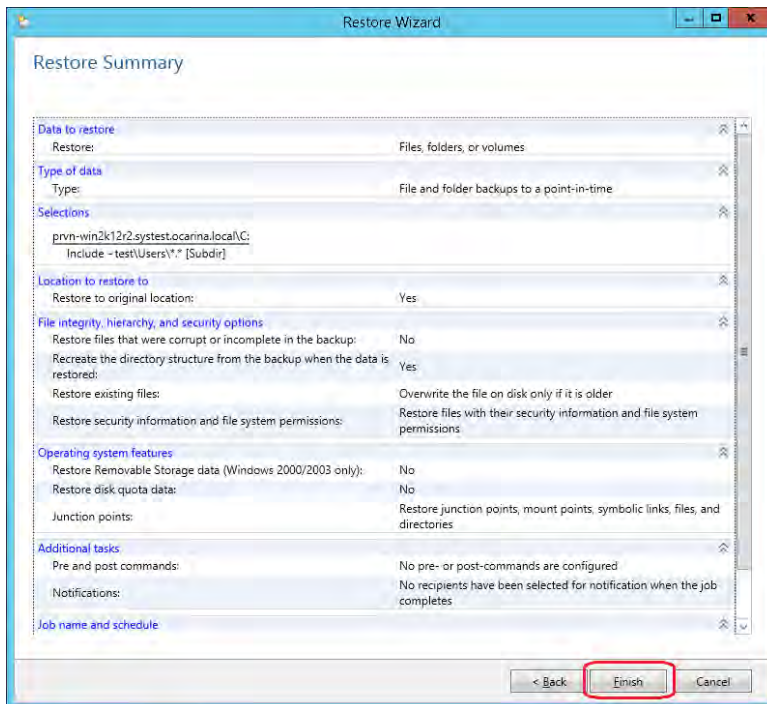 Restore Wizard
Restore Summary
Data to restore
Restore: Files, folders, or volumes
Type of data
Type: File and folder backups to a point-in-time
Selections
prvn-win2k12r2.systest.ocarina.local\C:
Include - test\Users\*.* [Subdir]
Location to restore to
Restore to original location: Yes
File integrity, hierarchy, and security options
Restore files that were corrupt or incomplete in the backup: No
Recreate the directory structure from the backup when the data is
restored: Yes
Restore existing files: Overwrite the file on disk only if it is older
Restore security information and file system permissions: Restore files with their security information and file system
permissions
Operating system features
Restore Removable Storage data (Windows 2000/2003 only): No
Restore disk quota data: No
Junction points: Restore junction points, mount points, symbolic links, files, and
directories
Additional tasks
Pre and post commands: No pre- or post-commands are configured
Notifications: No recipients have been selected for notification when the job
completes
Job name and schedule
< Back Finish Cancel